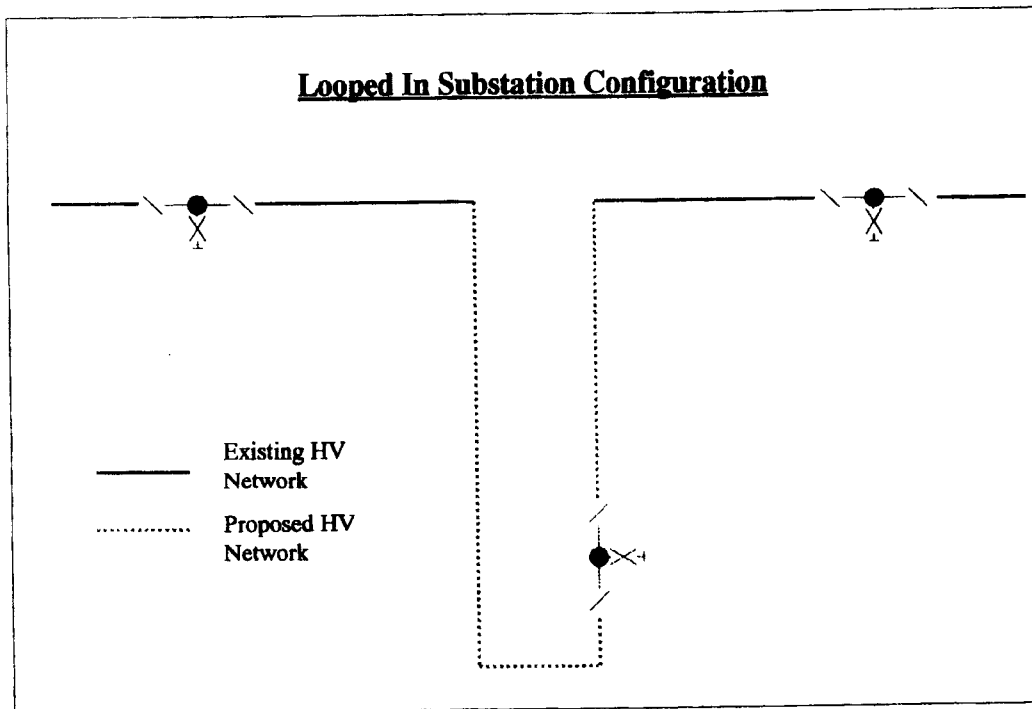 Looped In Substation Configuration
Existing HV
Network
Proposed HV
Network